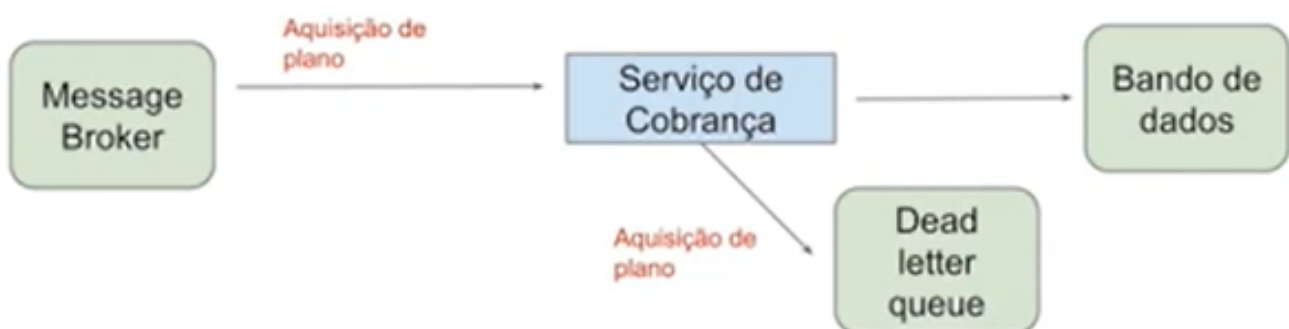 Aquisição de
plano
Message
Broker
Serviço de
Cobrança
Bando de
dados
Aquisição de
plano
Dead
letter
queue